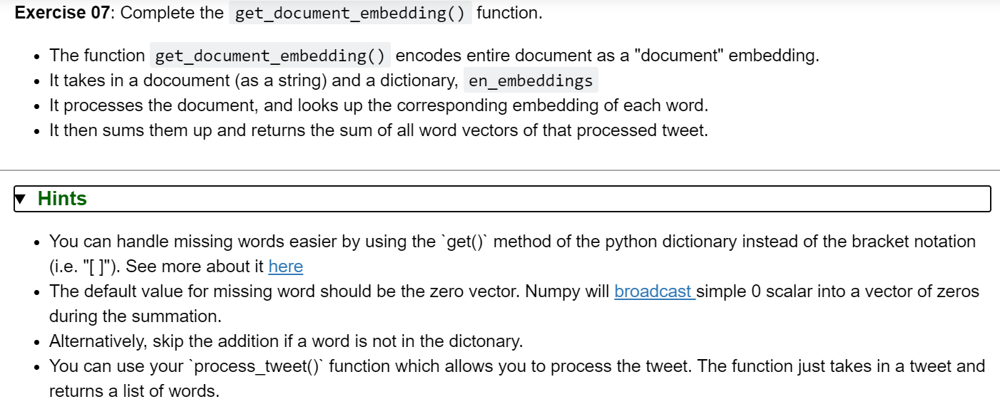 Exercise 07: Complete the get_document_embedding() function.
• The function get_document_embedding() encodes entire document as a "document" embedding.
• It takes in a docoument (as a string) and a dictionary, en_embeddings
• It processes the document, and looks up the corresponding embedding of each word.
• It then sums them up and returns the sum of all word vectors of that processed tweet.
▼ Hints
• You can handle missing words easier by using the `get()` method of the python dictionary instead of the bracket notation
(i.e. "[ ]"). See more about it here
• The default value for missing word should be the zero vector. Numpy will broadcast simple 0 scalar into a vector of zeros
during the summation.
• Alternatively, skip the addition if a word is not in the dictonary.
• You can use your `process_tweet()` function which allows you to process the tweet. The function just takes in a tweet and
returns a list of words.